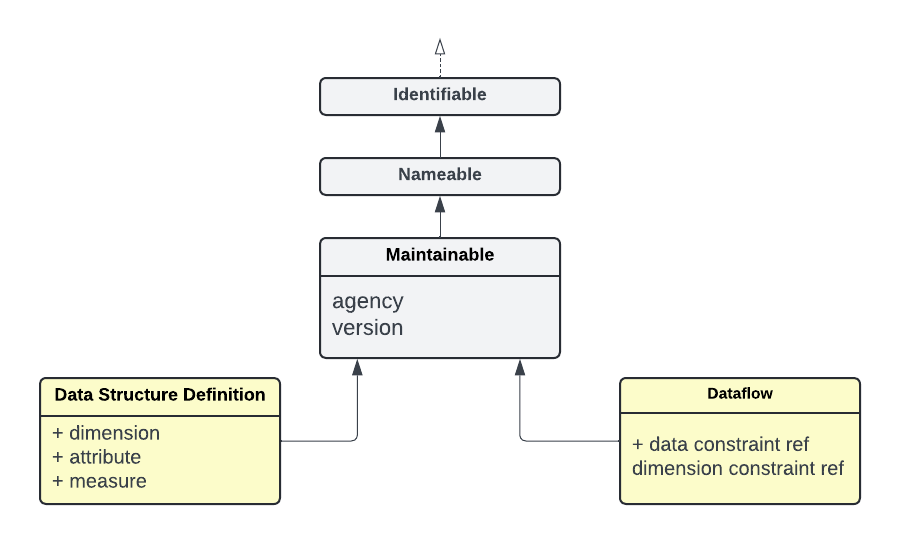 Identifiable
Nameable
Maintainable
agency
version
Data Structure Definition
+ dimension
+ attribute
+ measure
Dataflow
+ data constraint ref
dimension constraint ref